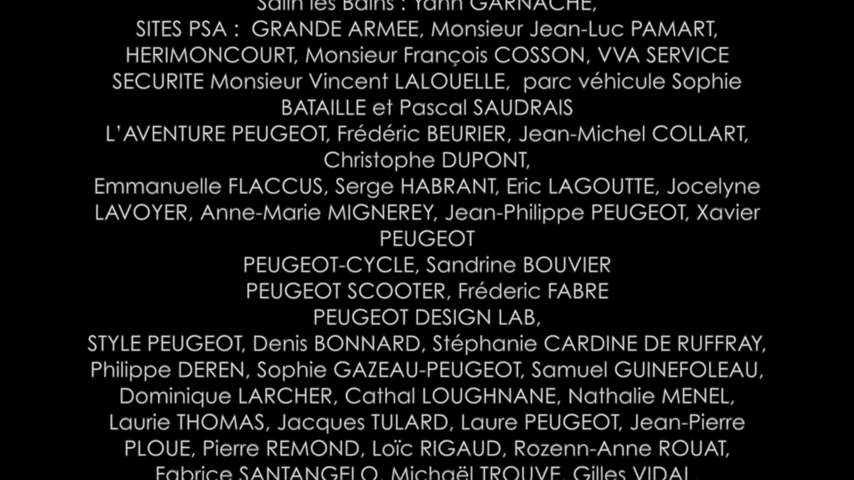 Salin les Bains : Yann GARNACHE,
SITES PSA : GRANDE ARMEE, Monsieur Jean-Luc PAMART,
HERIMONCOURT, Monsieur François COSSON, VVA SERVICE
SECURITE Monsieur Vincent LALOUELLE, parc véhicule Sophie
BATAILLE et Pascal SAUDRAIS
L'AVENTURE PEUGEOT, Frédéric BEURIER, Jean-Michel COLLART,
Christophe DUPONT,
Emmanuelle FLACCUS, Serge HABRANT, Eric LAGOUTTE, Jocelyne
LAVOYER, Anne-Marie MIGNEREY, Jean-Philippe PEUGEOT, Xavier
PEUGEOT
PEUGEOT-CYCLE, Sandrine BOUVIER
PEUGEOT SCOOTER, Fréderic FABRE
PEUGEOT DESIGN LAB,
STYLE PEUGEOT, Denis BONNARD, Stéphanie CARDINE DE RUFFRAY,
Philippe DEREN, Sophie GAZEAU-PEUGEOT, Samuel GUINEFOLEAU,
Dominique LARCHER, Cathal LOUGHNANE, Nathalie MENEL,
Laurie THOMAS, Jacques TULARD, Laure PEUGEOT, Jean-Pierre
PLOUE, Pierre REMOND, Loïc RIGAUD, Rozenn-Anne ROUAT,
Fabrice SANTANGELO, Michaël TROUVE, Gilles VIDAL,